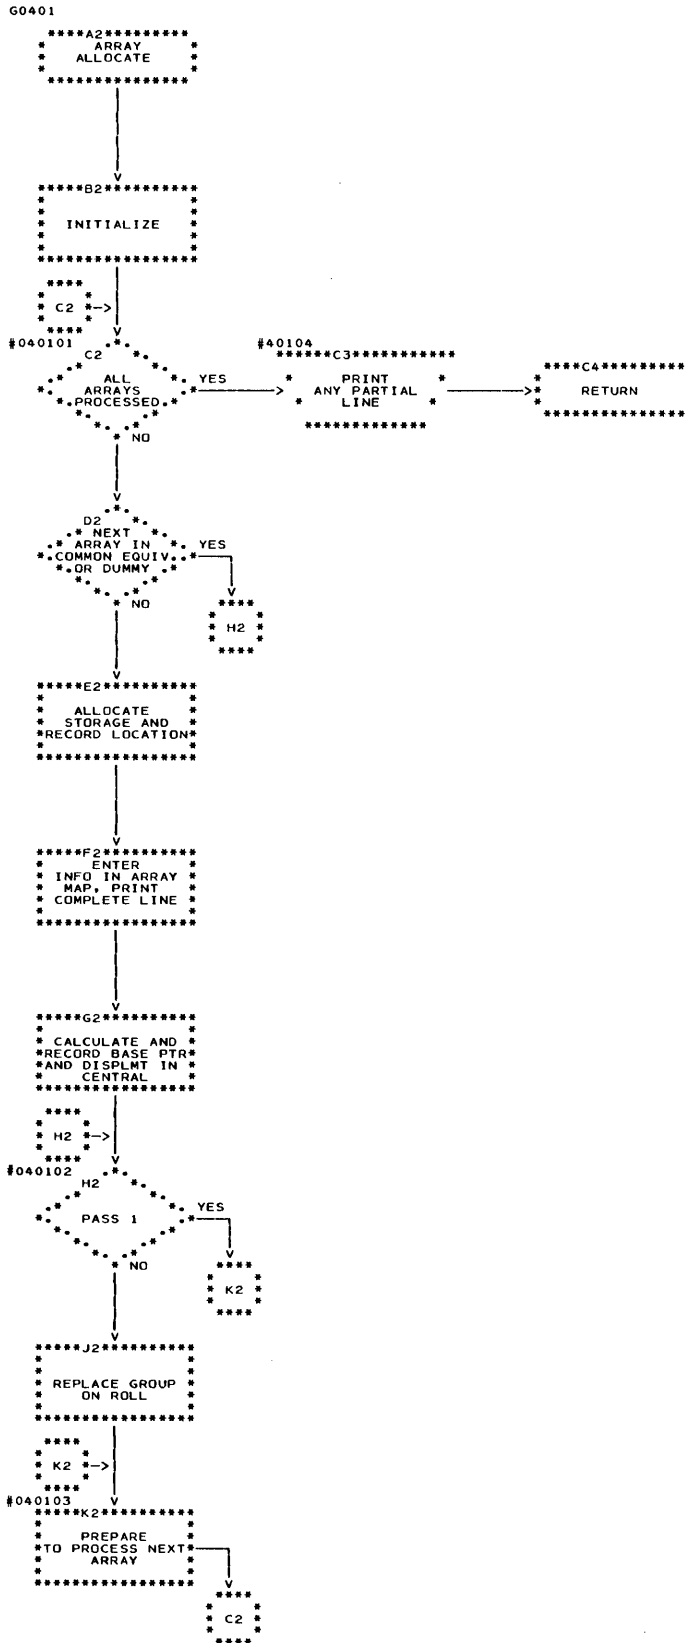 G0401
A2
ARRAY
ALLOCATE
B2
INITIALIZE
C2
#040101
C2
ALL
ARRAYS
PROCESSED
YES
NO
#40104
C3
PRINT
ANY PARTIAL
LINE
C4
RETURN
D2
NEXT
ARRAY IN
COMMON EQUIV
OR DUMMY
YES
NO
H2
E2
ALLOCATE
STORAGE AND
RECORD LOCATION
F2
ENTER
INFO IN ARRAY
MAP, PRINT
COMPLETE LINE
G2
CALCULATE AND
RECORD BASE PTR
AND DISPLMT IN
CENTRAL
H2
#040102
H2
PASS 1
YES
NO
K2
J2
REPLACE GROUP
ON ROLL
K2
#040103
K2
PREPARE
TO PROCESS NEXT
ARRAY
C2